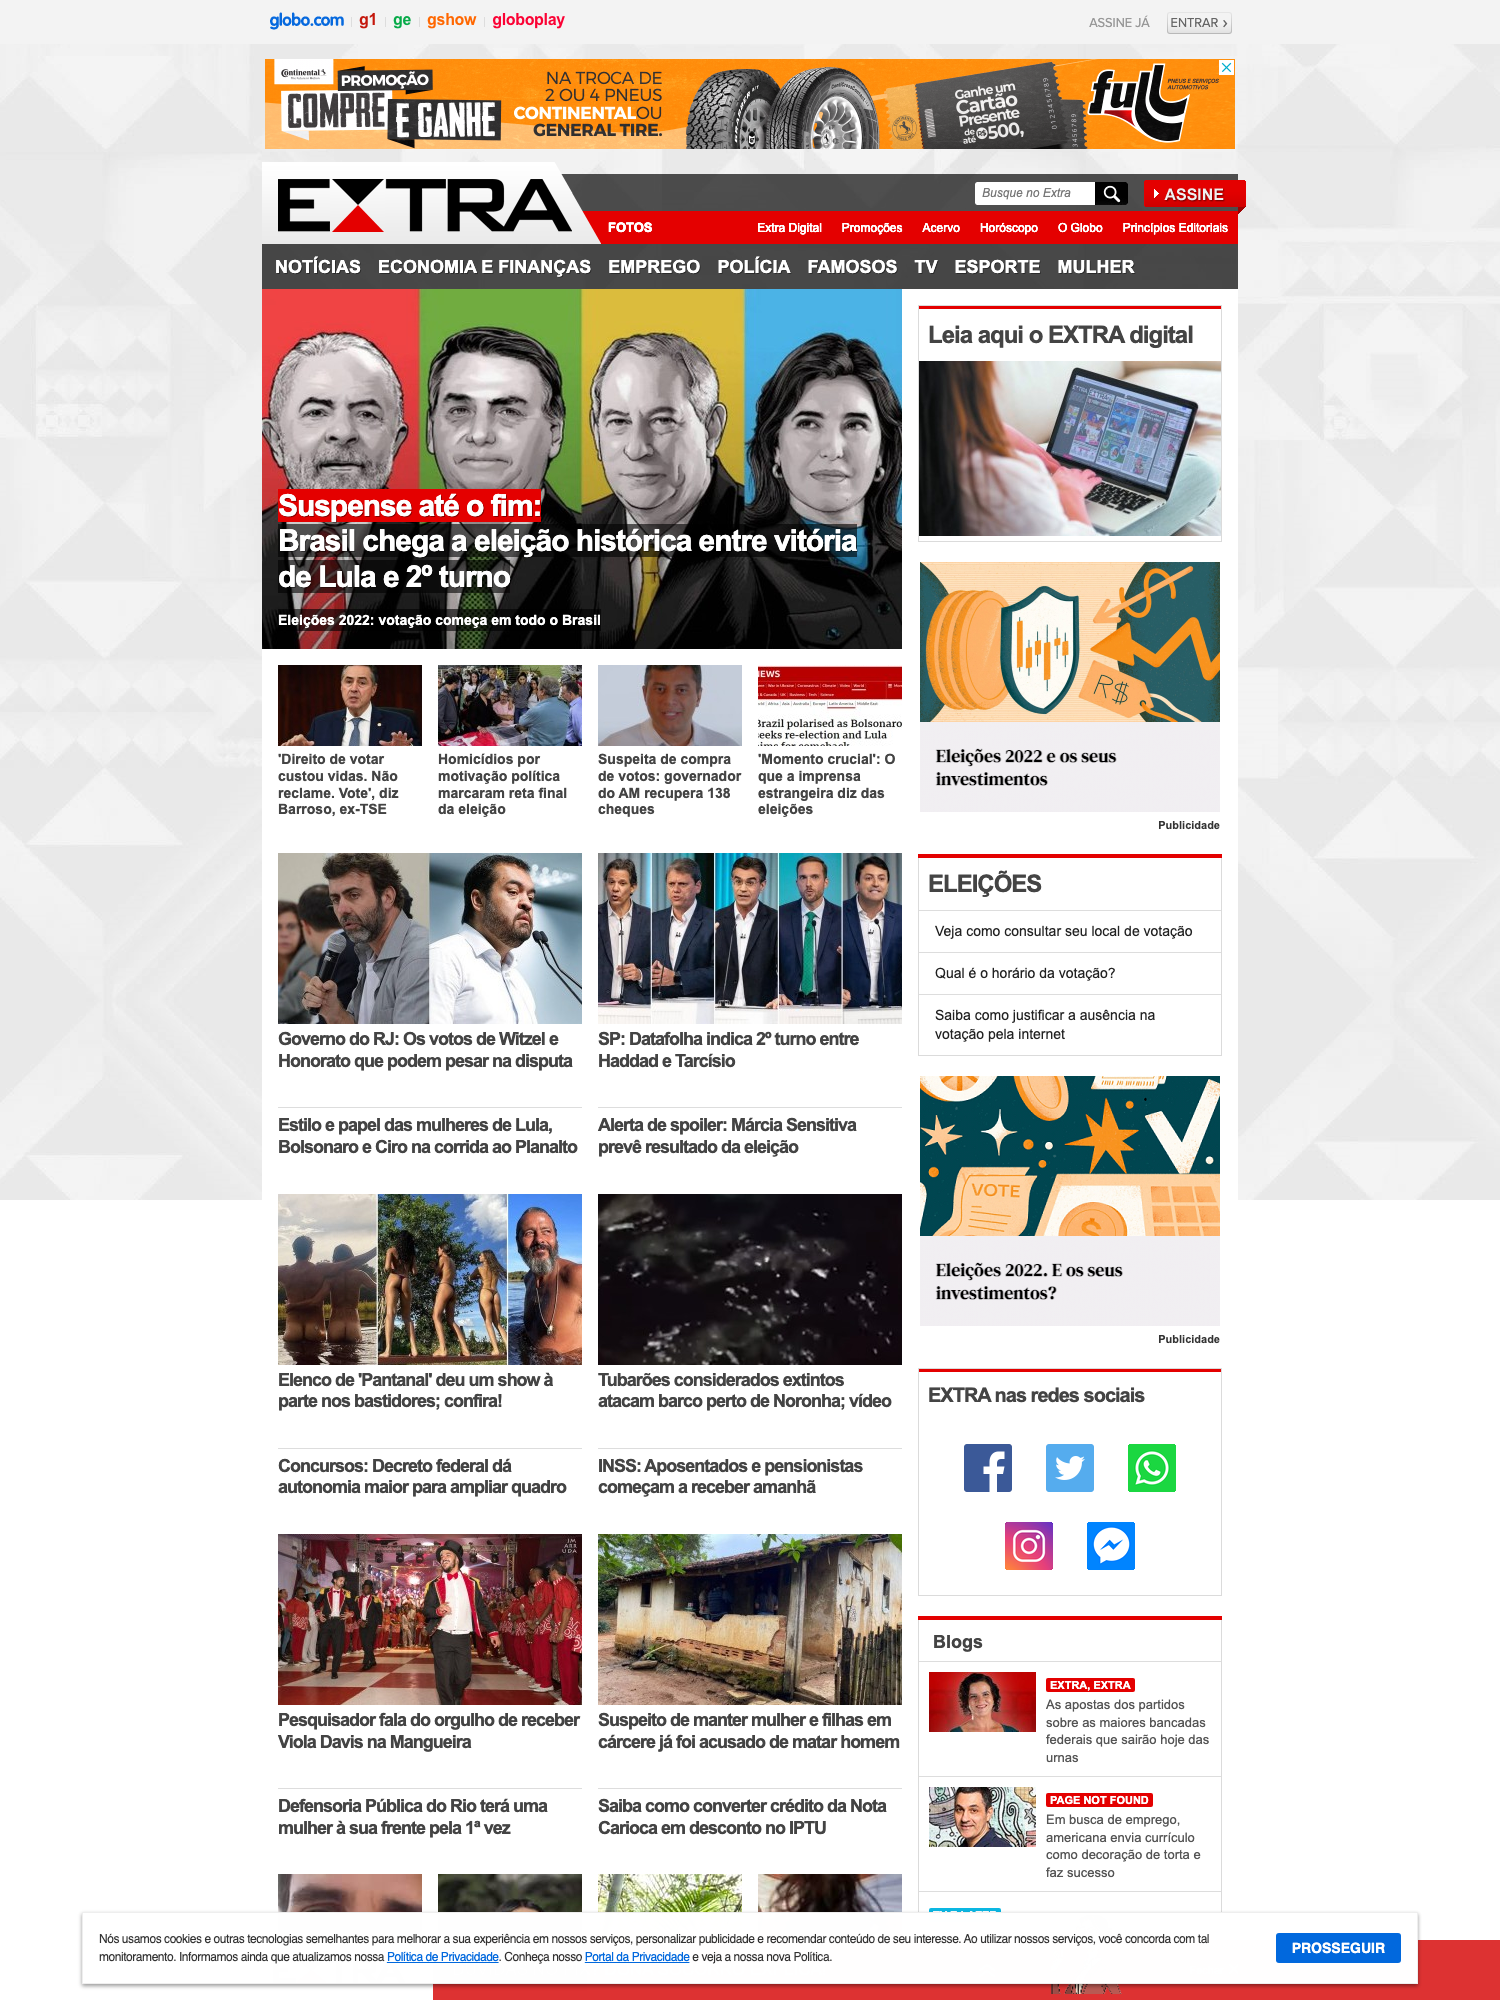 globo.com
g1
ge
gshow
globoplay
ASSINE JÁ
ENTRAR ›
Continental
PROMOÇÃO
COMPRE
E GANHE
NA TROCA DE
2 OU 4 PNEUS
CONTINENTAL OU
GENERAL TIRE.
Ganhe um
Cartão
Presente
de até R$ 500,
0123456789
full
PNEUS E SERVIÇOS
AUTOMOTIVOS
EXTRA
Busque no Extra
ASSINE
FOTOS
Extra Digital
Promoções
Acervo
Horóscopo
O Globo
Princípios Editoriais
NOTÍCIAS
ECONOMIA E FINANÇAS
EMPREGO
POLÍCIA
FAMOSOS
TV
ESPORTE
MULHER
Suspense até o fim:
Brasil chega a eleição histórica entre vitória
de Lula e 2º turno
Eleições 2022: votação começa em todo o Brasil
'Direito de votar
custou vidas. Não
reclame. Vote', diz
Barroso, ex-TSE
Homicídios por
motivação política
marcaram reta final
da eleição
Suspeita de compra
de votos: governador
do AM recupera 138
cheques
NEWS
Brazil polarised as Bolsonaro
seeks re-election and Lula
aims for comeback
'Momento crucial': O
que a imprensa
estrangeira diz das
eleições
Governo do RJ: Os votos de Witzel e
Honorato que podem pesar na disputa
SP: Datafolha indica 2º turno entre
Haddad e Tarcísio
Estilo e papel das mulheres de Lula,
Bolsonaro e Ciro na corrida ao Planalto
Alerta de spoiler: Márcia Sensitiva
prevê resultado da eleição
Elenco de 'Pantanal' deu um show à
parte nos bastidores; confira!
Tubarões considerados extintos
atacam barco perto de Noronha; vídeo
Concursos: Decreto federal dá
autonomia maior para ampliar quadro
INSS: Aposentados e pensionistas
começam a receber amanhã
Pesquisador fala do orgulho de receber
Viola Davis na Mangueira
Suspeito de manter mulher e filhas em
cárcere já foi acusado de matar homem
Defensoria Pública do Rio terá uma
mulher à sua frente pela 1ª vez
Saiba como converter crédito da Nota
Carioca em desconto no IPTU
Leia aqui o EXTRA digital
R$
Eleições 2022 e os seus
investimentos
Publicidade
ELEIÇÕES
Veja como consultar seu local de votação
Qual é o horário da votação?
Saiba como justificar a ausência na
votação pela internet
VOTE
Eleições 2022. E os seus
investimentos?
Publicidade
EXTRA nas redes sociais
Blogs
EXTRA, EXTRA
As apostas dos partidos
sobre as maiores bancadas
federais que sairão hoje das
urnas
PAGE NOT FOUND
Em busca de emprego,
americana envia currículo
como decoração de torta e
faz sucesso
Nós usamos cookies e outras tecnologias semelhantes para melhorar a sua experiência em nossos serviços, personalizar publicidade e recomendar conteúdo de seu interesse. Ao utilizar nossos serviços, você concorda com tal
monitoramento. Informamos ainda que atualizamos nossa Política de Privacidade. Conheça nosso Portal da Privacidade e veja a nossa nova Política.
PROSSEGUIR